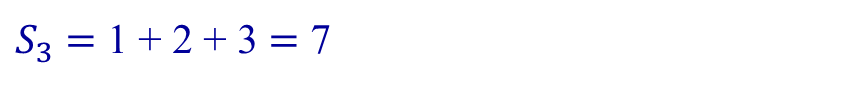 S₃ = 1 + 2 + 3 = 7